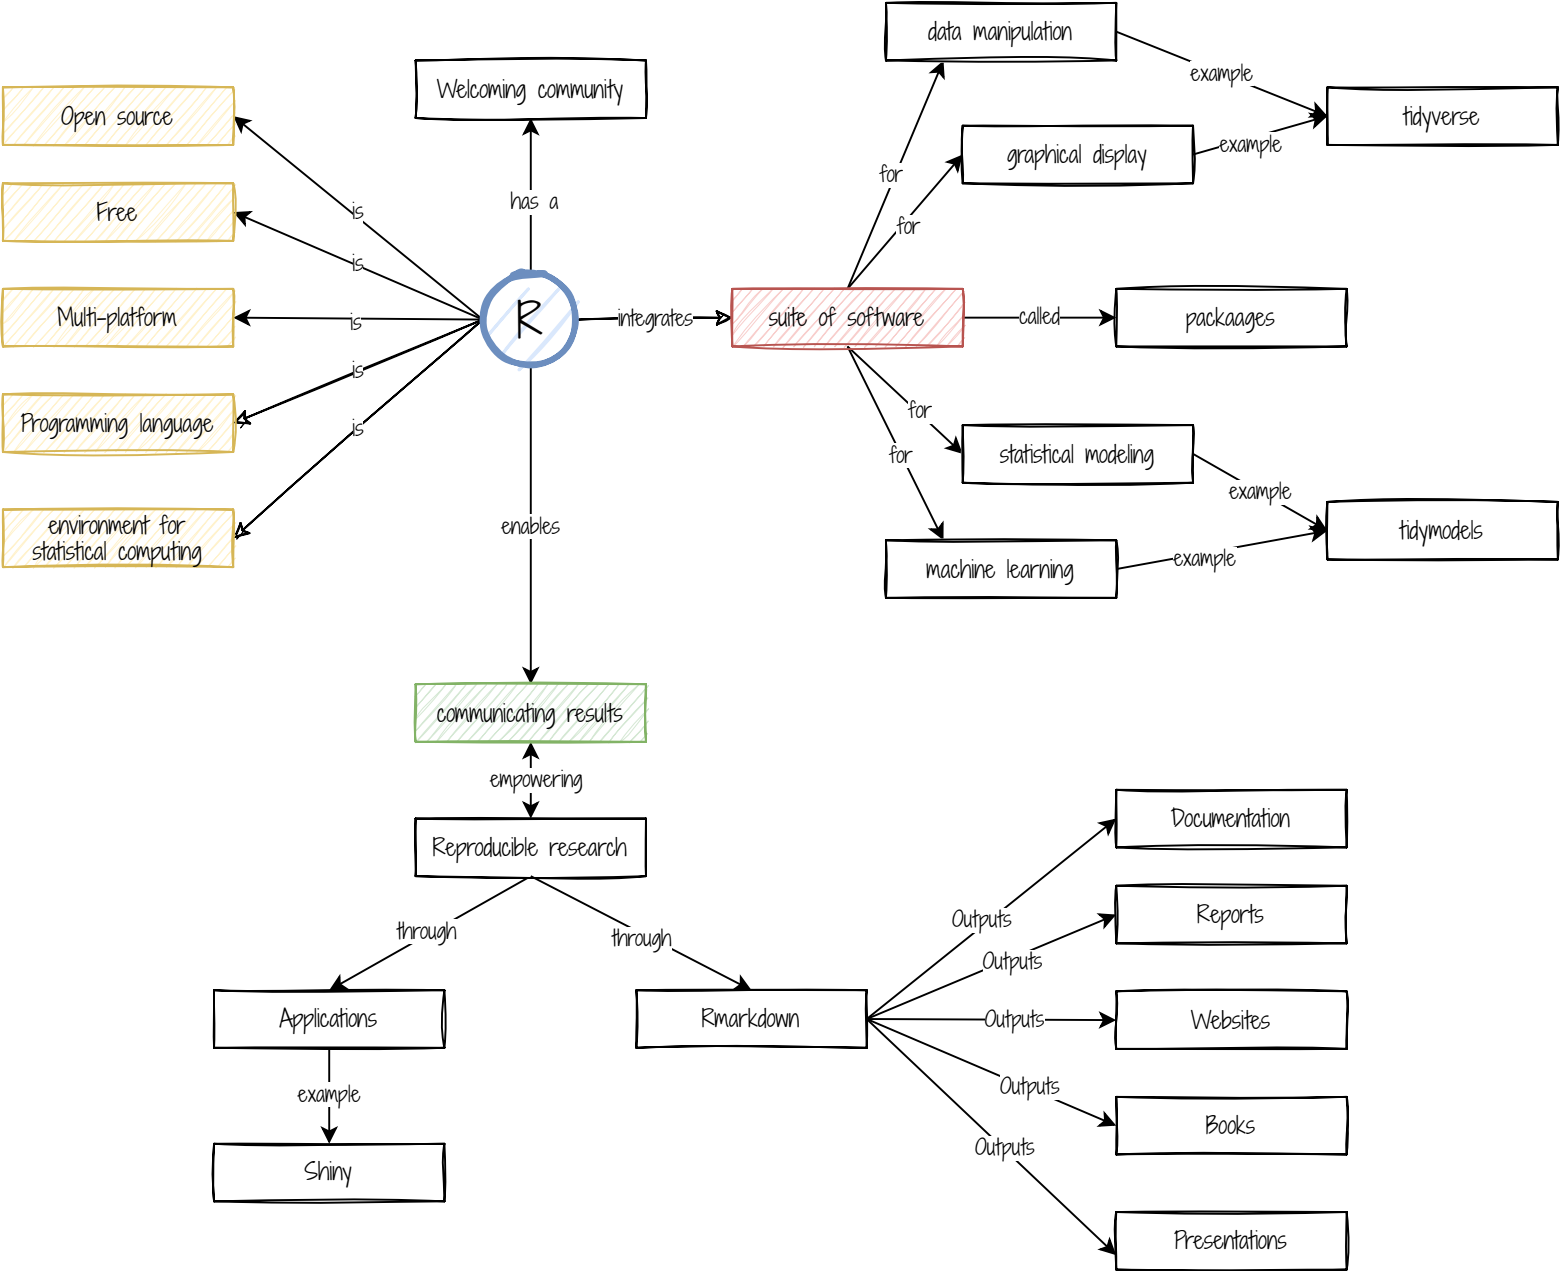 data manipulation
example
Welcoming community
Open source
tidyverse
graphical display
example
for
Free
is
has a
for
is
Multi-platform
is
R
integrates
suite of software
called
packaages
is
Programming language
is
for
for
statistical modeling
example
environment for
statistical computing
enables
tidymodels
machine learning
example
communicating results
empowering
Reproducible research
Documentation
through
through
Outputs
Reports
Outputs
Applications
Rmarkdown
Outputs
Websites
example
Outputs
Books
Shiny
Outputs
Presentations